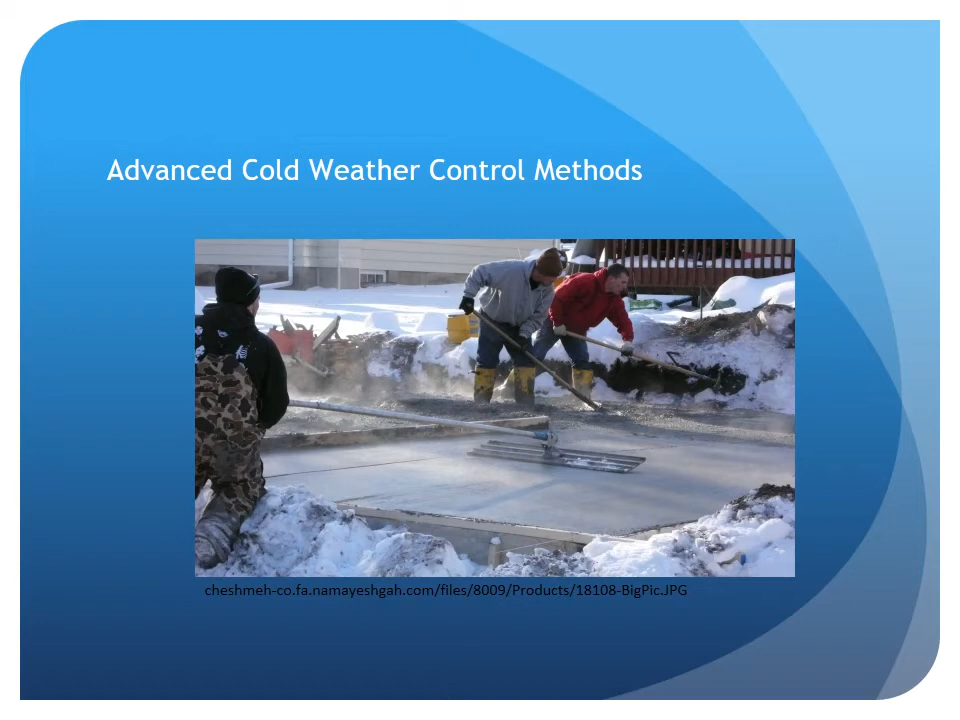 Advanced Cold Weather Control Methods
cheshmeh-co.fa.namayeshgah.com/files/8009/Products/18108-BigPic.JPG